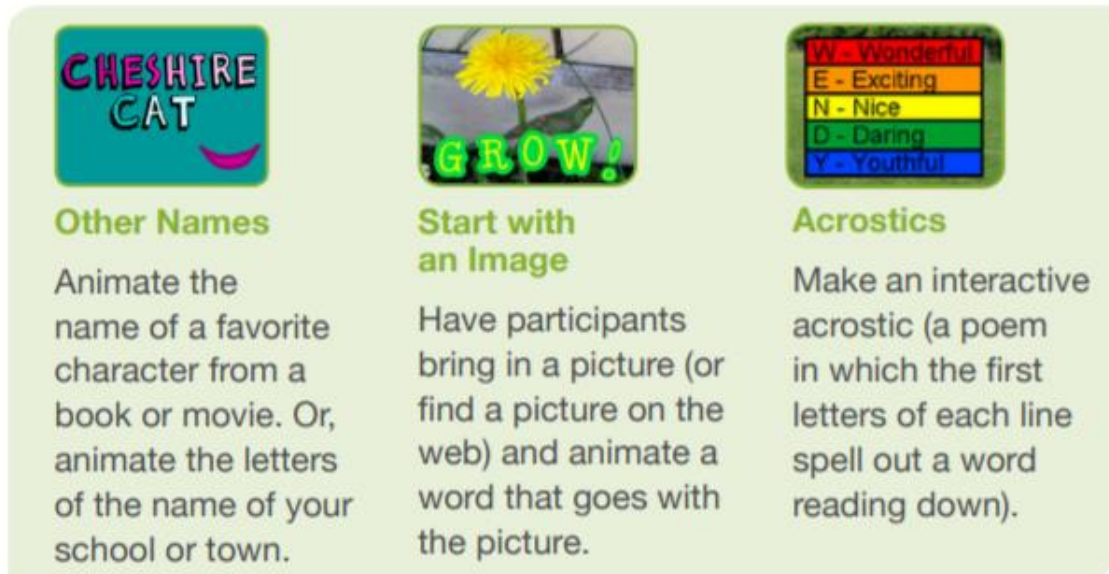 CHESHIRE
CAT
Other Names
Animate the
name of a favorite
character from a
book or movie. Or,
animate the letters
of the name of your
school or town.
GROW!
Start with
an Image
Have participants
bring in a picture (or
find a picture on the
web) and animate a
word that goes with
the picture.
W - Wonderful
E - Exciting
N - Nice
D - Daring
Y - Youthful
Acrostics
Make an interactive
acrostic (a poem
in which the first
letters of each line
spell out a word
reading down).